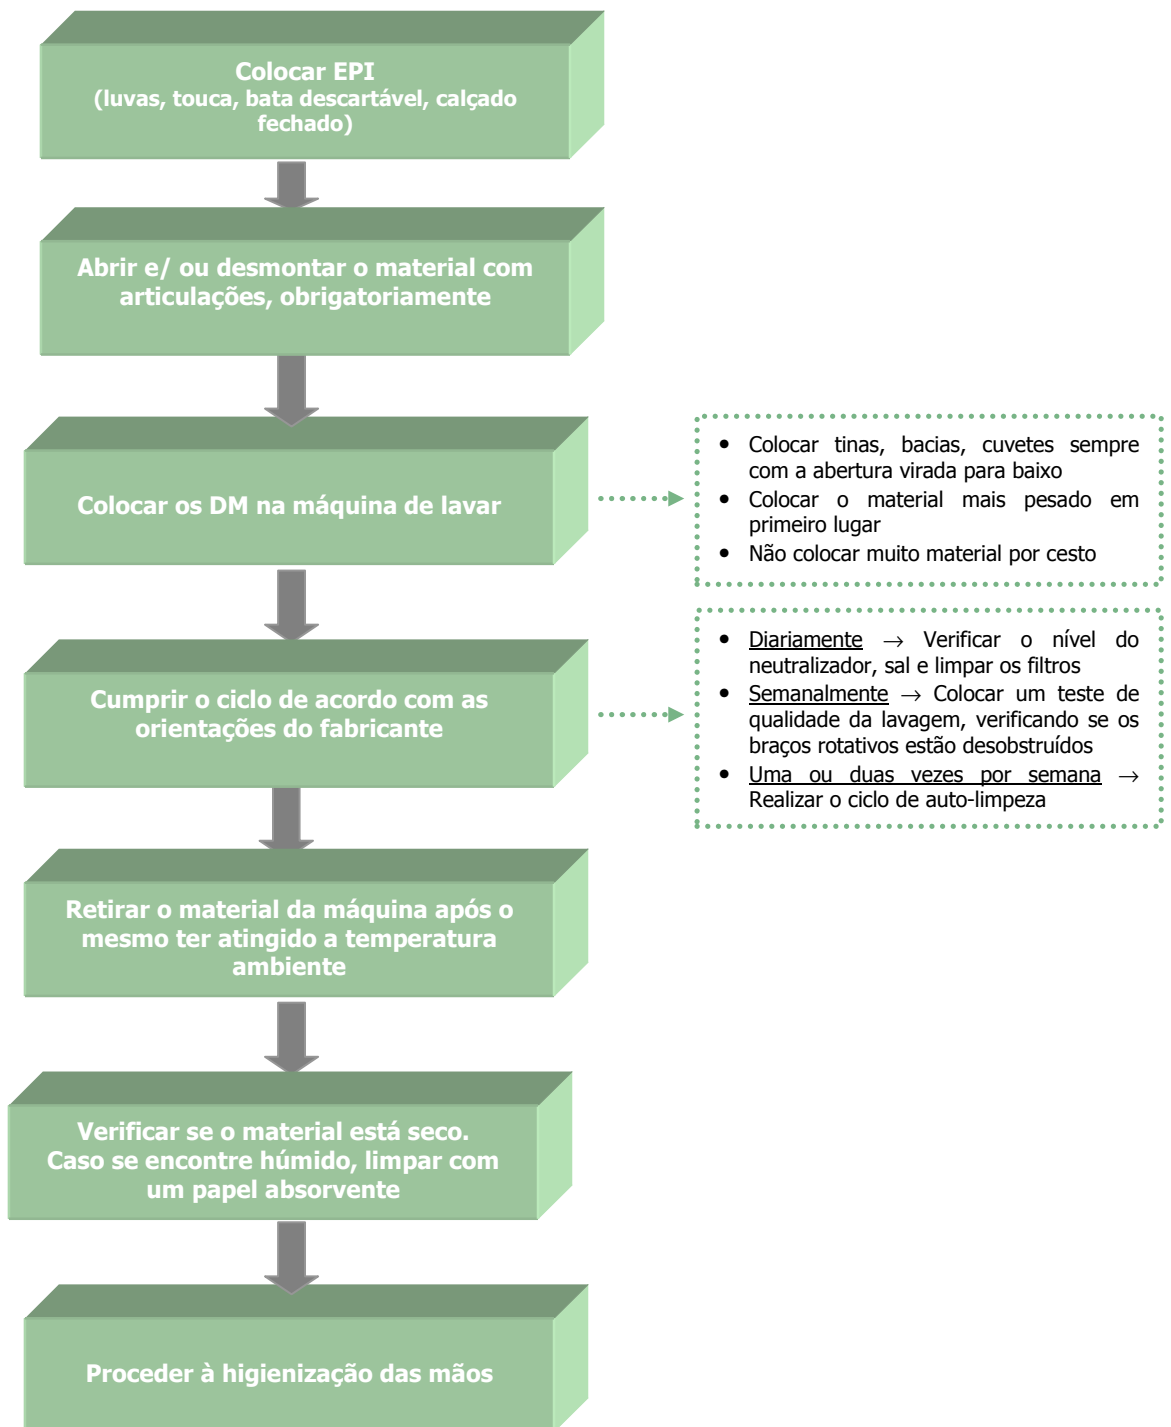 Colocar EPI
(luvas, touca, bata descartável, calçado
fechado)
Abrir e/ ou desmontar o material com
articulações, obrigatoriamente
Colocar os DM na máquina de lavar
• Colocar tinas, bacias, cuvetes sempre
com a abertura virada para baixo
• Colocar o material mais pesado em
primeiro lugar
• Não colocar muito material por cesto
Cumprir o ciclo de acordo com as
orientações do fabricante
• Diariamente → Verificar o nível do
neutralizador, sal e limpar os filtros
• Semanalmente → Colocar um teste de
qualidade da lavagem, verificando se os
braços rotativos estão desobstruídos
• Uma ou duas vezes por semana →
Realizar o ciclo de auto-limpeza
Retirar o material da máquina após o
mesmo ter atingido a temperatura
ambiente
Verificar se o material está seco.
Caso se encontre húmido, limpar com
um papel absorvente
Proceder à higienização das mãos